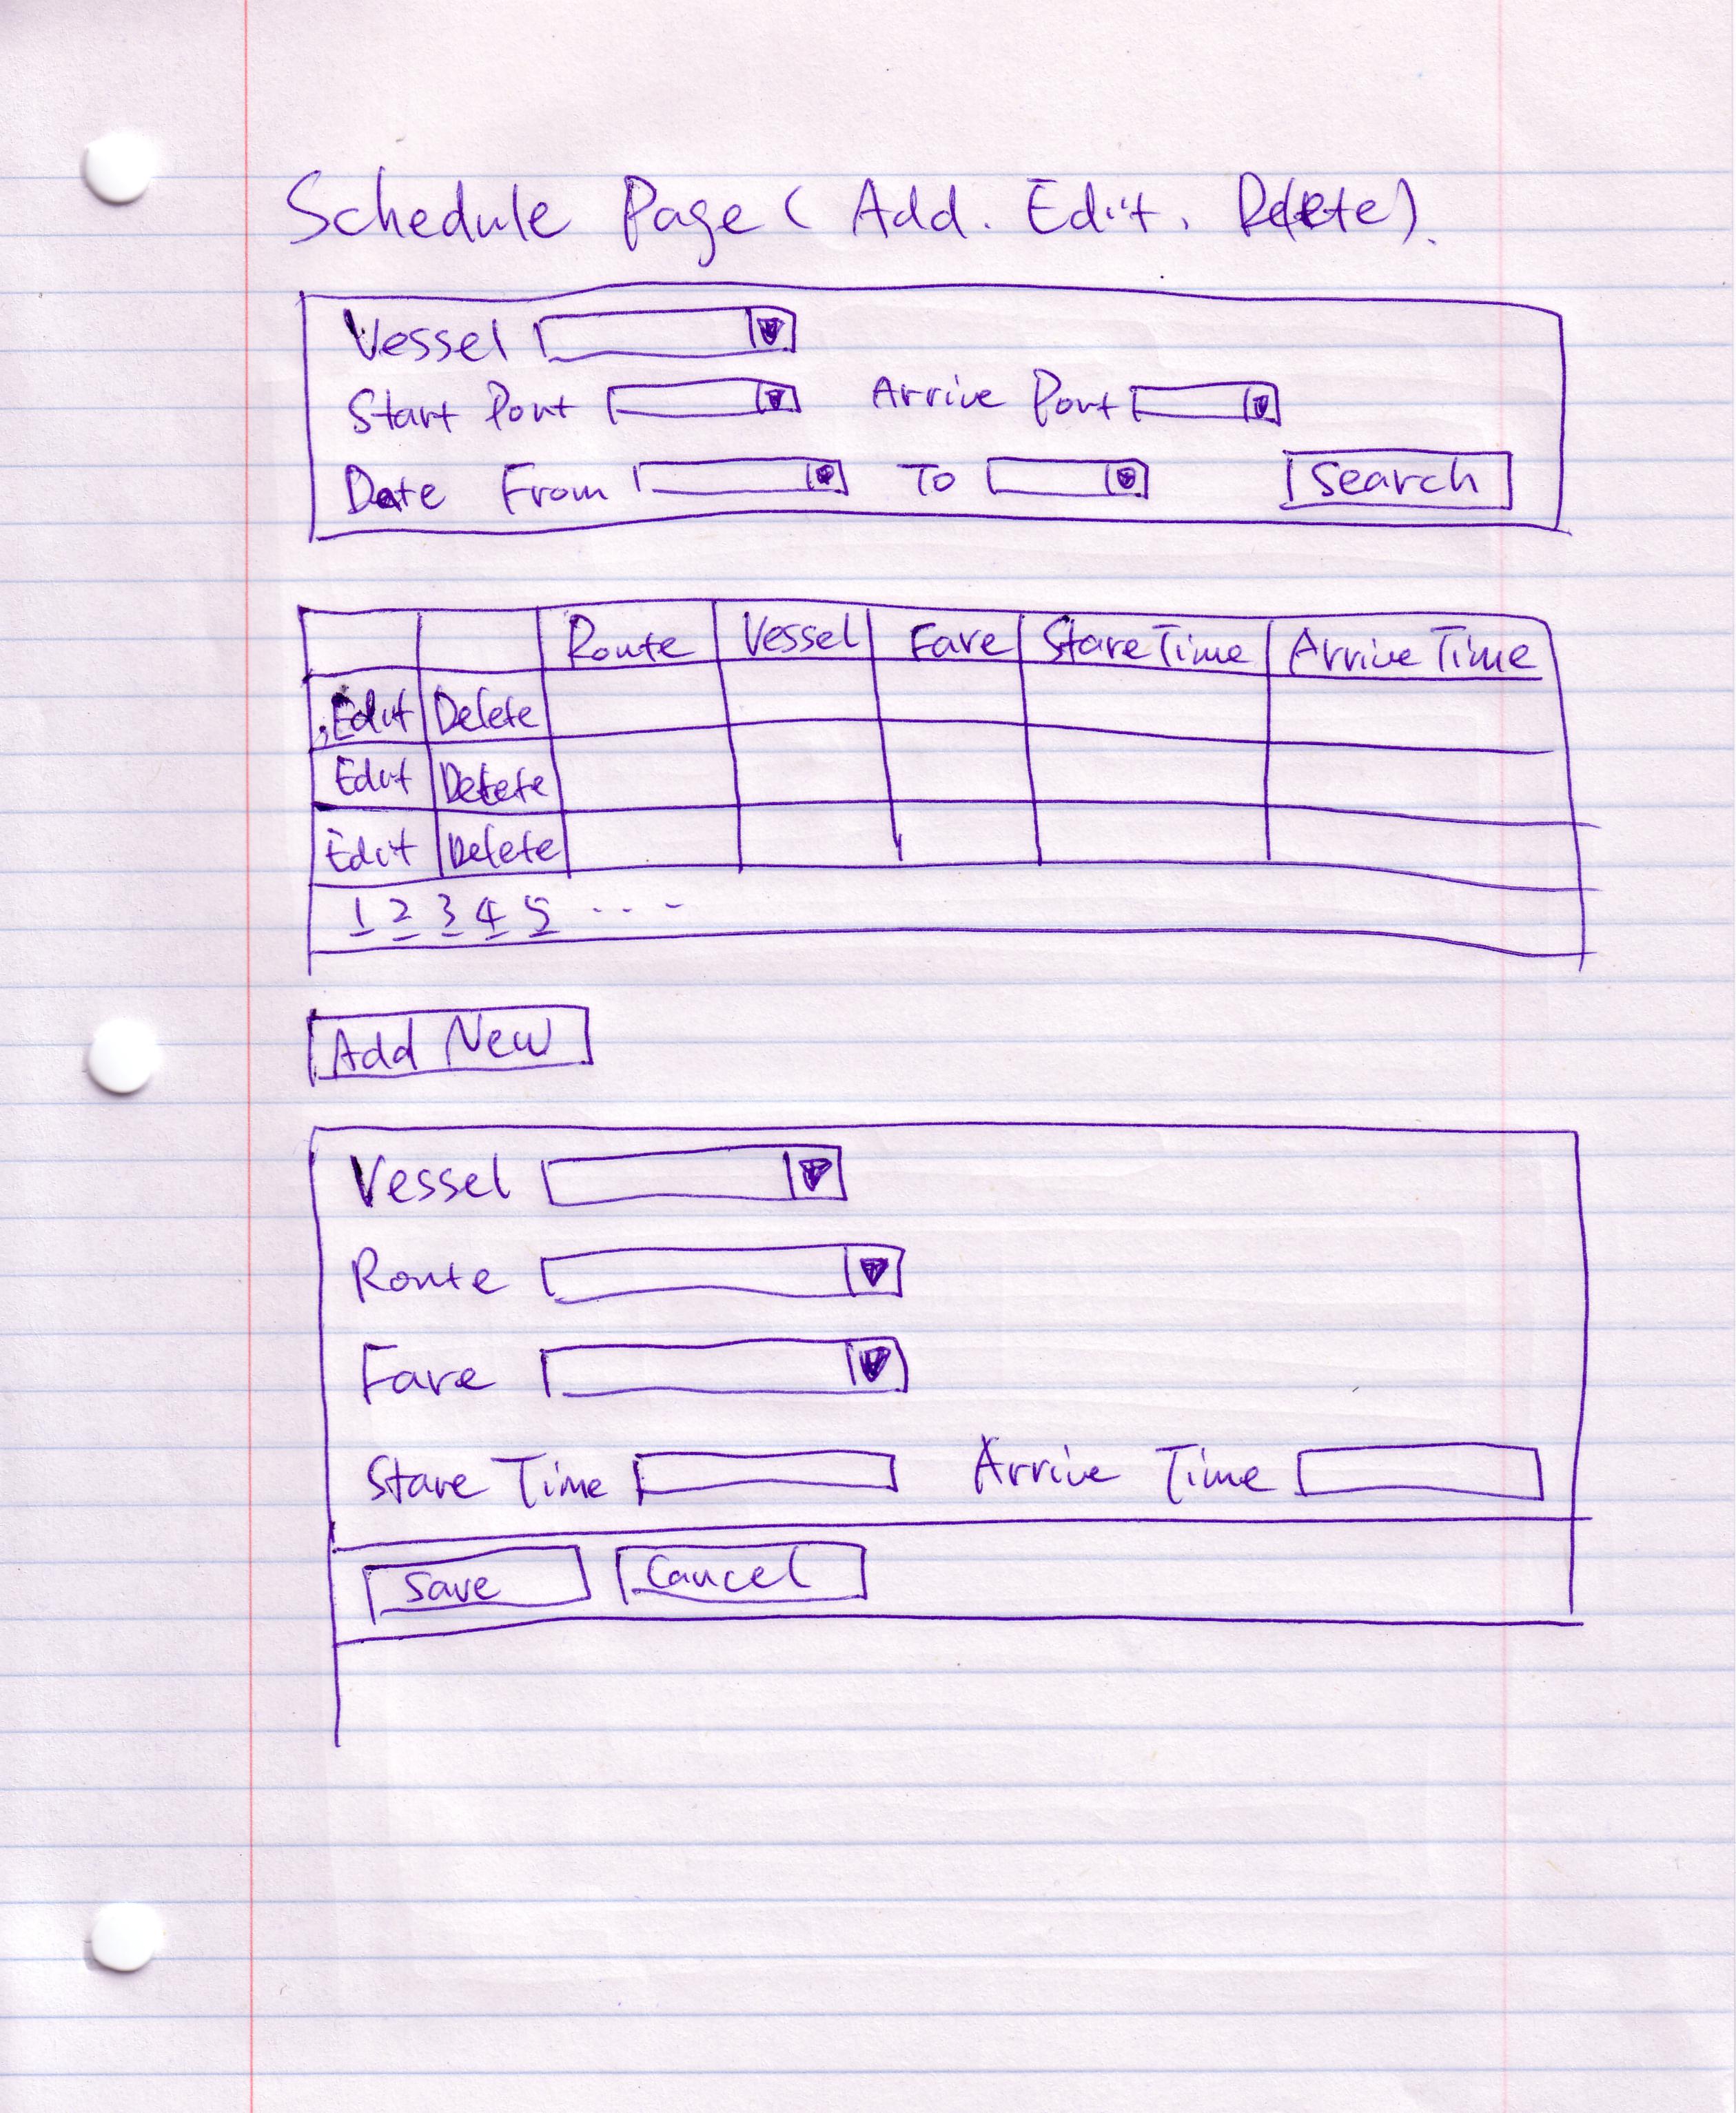 Schedule Page (Add. Edit. Delete).
Vessel
Start Port Arrive Port
Date From To Search
Route Vessel Fare Stare Time Arrive Time
Edit Delete
Edit Delete
Edit Delete
1 2 3 4 5 ...
Add New
Vessel
Route
Fare
Stare Time Arrive Time
Save Cancel